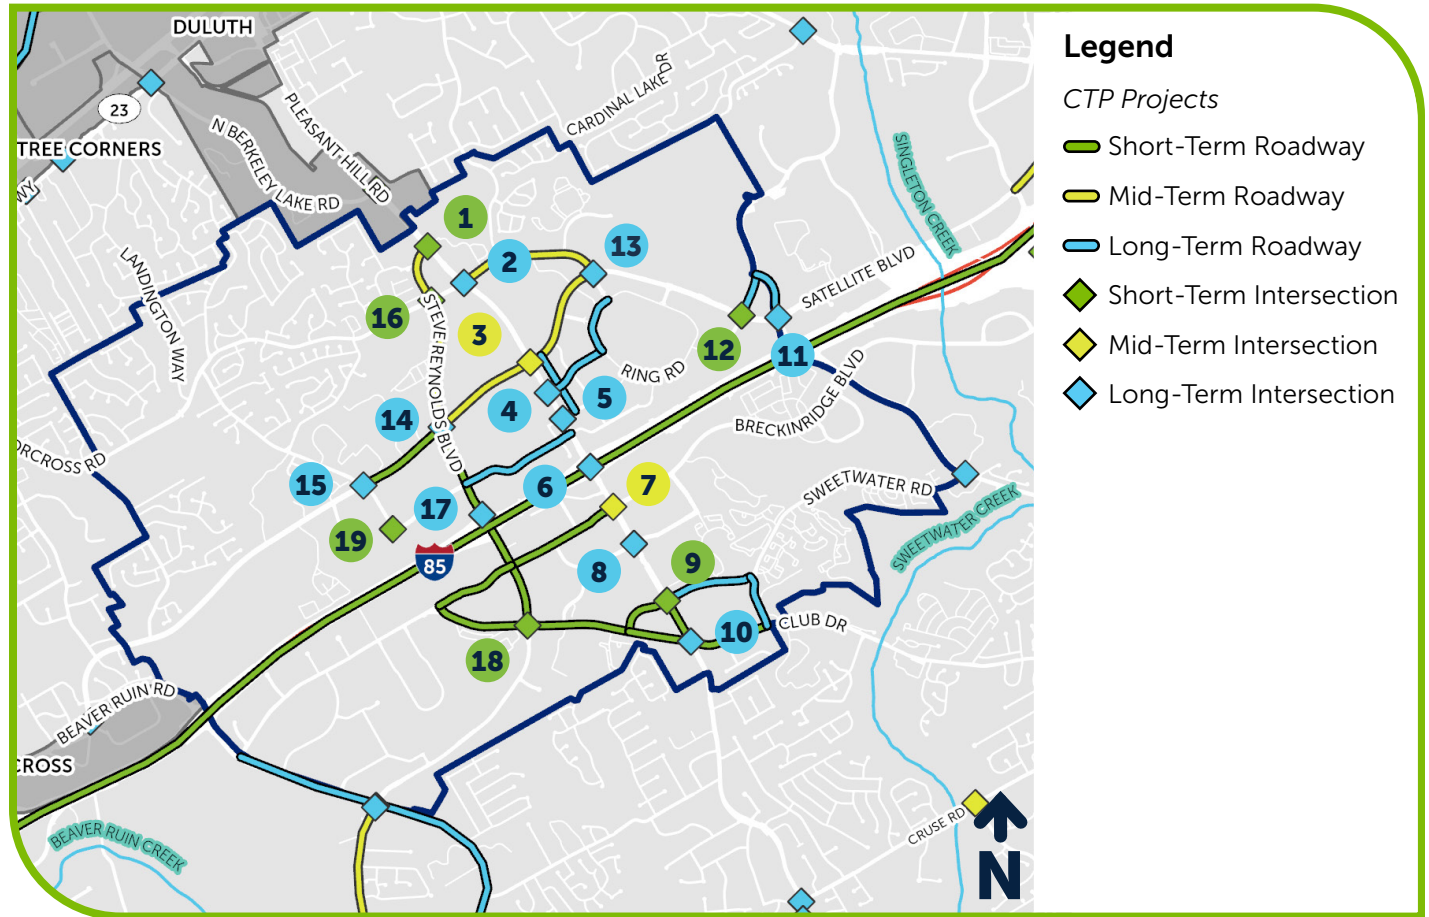 DULUTH
23
TREE CORNERS
WY
N BERKELEY LAKE RD
PLEASANT HILL RD
CARDINAL LAKE DR
SINGLETON CREEK
LANDINGTON WAY
1
2
13
SATELLITE BLVD
16
STEVE REYNOLDS BLVD
3
12
11
RING RD
BRECKINRIDGE BLVD
14
4
5
ORCROSS RD
15
6
7
17
SWEETWATER RD
SWEETWATER CREEK
19
85
8
9
10
CLUB DR
18
BEAVER RUIN RD
CROSS
BEAVER RUIN CREEK
CRUSE RD
N
Legend
CTP Projects
Short-Term Roadway
Mid-Term Roadway
Long-Term Roadway
Short-Term Intersection
Mid-Term Intersection
Long-Term Intersection